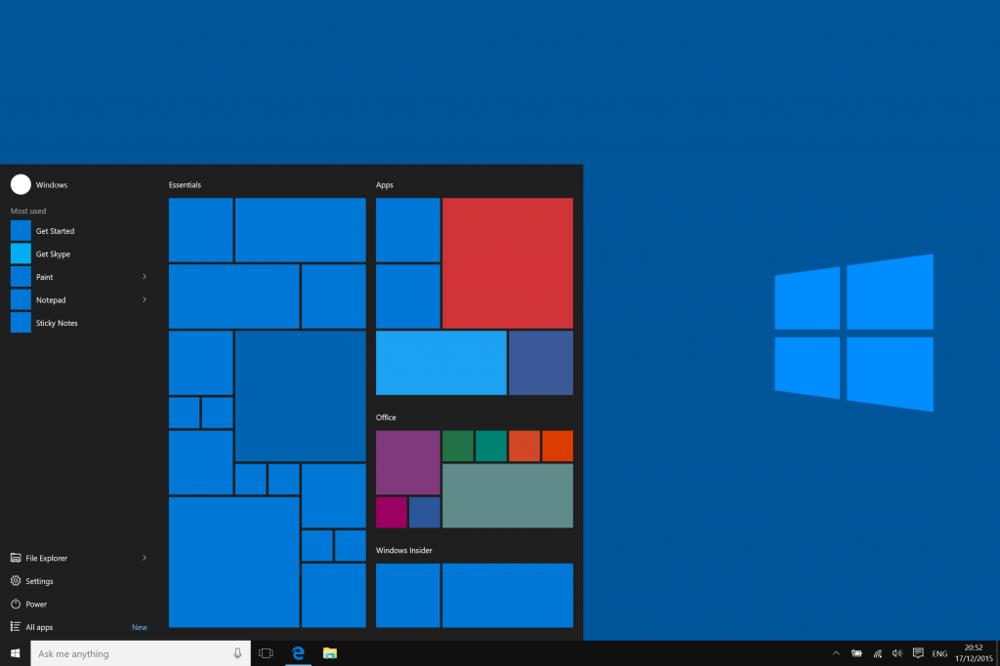 Windows
Most used
Get Started
Get Skype
Paint
Notepad
Sticky Notes
File Explorer
Settings
Power
All apps New
Essentials
Apps
Office
Windows Insider
Ask me anything
ENG
20:52
17/12/2015